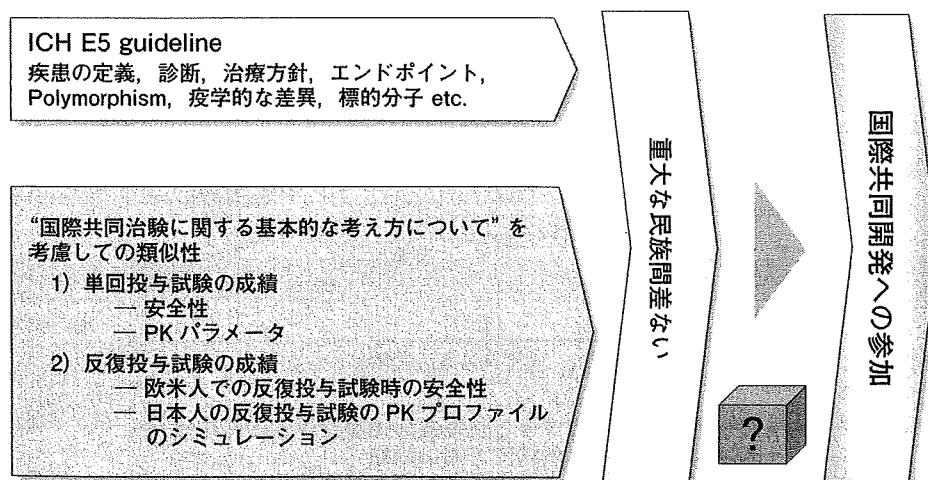 ICH E5 guideline
疾患の定義，診断，治療方針，エンドポイント，
Polymorphism，疫学的な差異，標的分子 etc.
“国際共同治験に関する基本的な考え方について”を
考慮しての類似性
1) 単回投与試験の成績
— 安全性
— PK パラメータ
2) 反復投与試験の成績
— 欧米人での反復投与試験時の安全性
— 日本人の反復投与試験の PK プロファイル
のシミュレーション
重大な民族間差ない
?
国際共同開発への参加